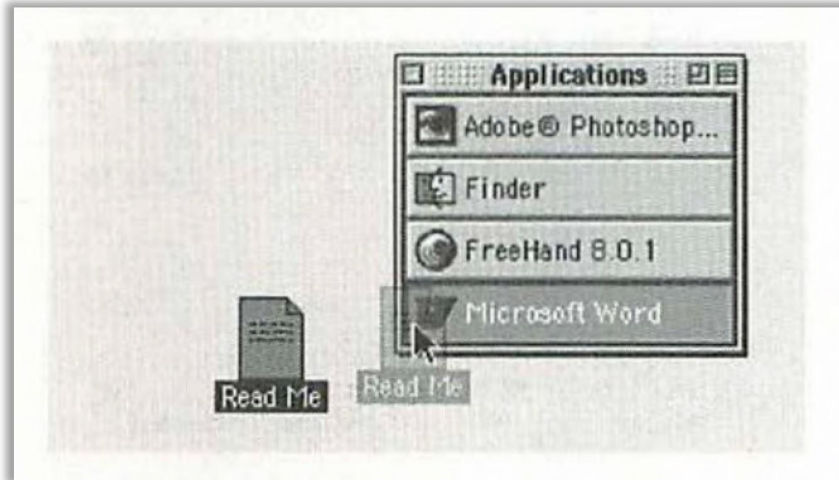 Applications
Adobe® Photoshop...
Finder
FreeHand 8.0.1
Microsoft Word
Read Me
Read Me